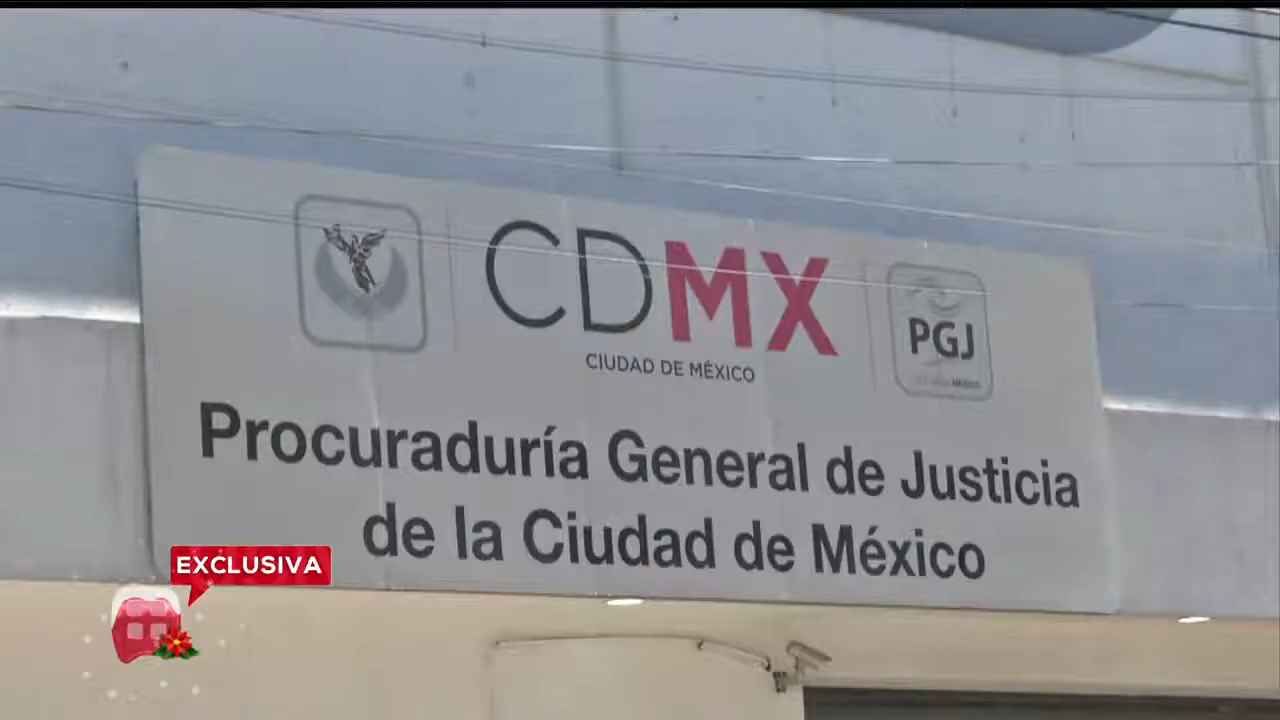 CDMX
CIUDAD DE MÉXICO
PGJ
Procuraduría General de Justicia
de la Ciudad de México
EXCLUSIVA